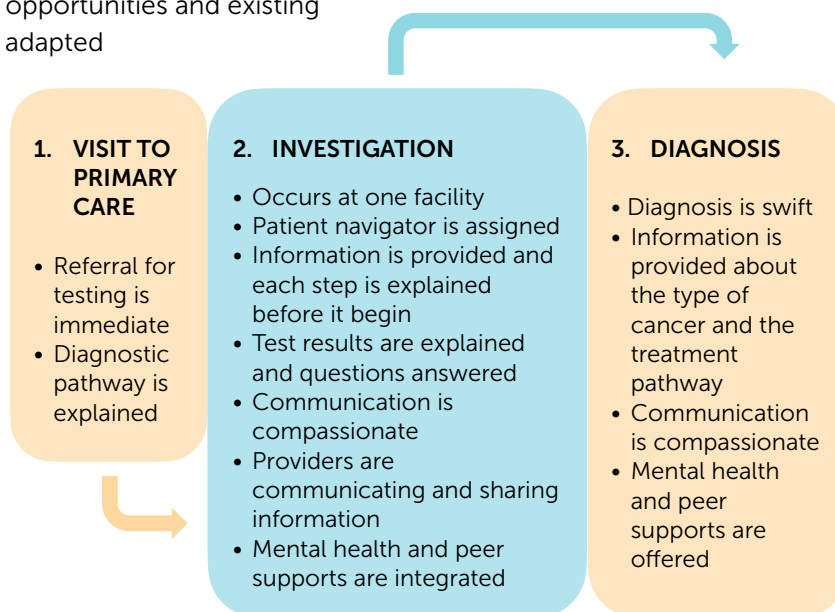 opportunities and existing
adapted
1. VISIT TO
PRIMARY
CARE
• Referral for
testing is
immediate
• Diagnostic
pathway is
explained
2. INVESTIGATION
• Occurs at one facility
• Patient navigator is assigned
• Information is provided and
each step is explained
before it begin
• Test results are explained
and questions answered
• Communication is
compassionate
• Providers are
communicating and sharing
information
• Mental health and peer
supports are integrated
3. DIAGNOSIS
• Diagnosis is swift
• Information is
provided about
the type of
cancer and the
treatment
pathway
• Communication
is compassionate
• Mental health
and peer
supports are
offered